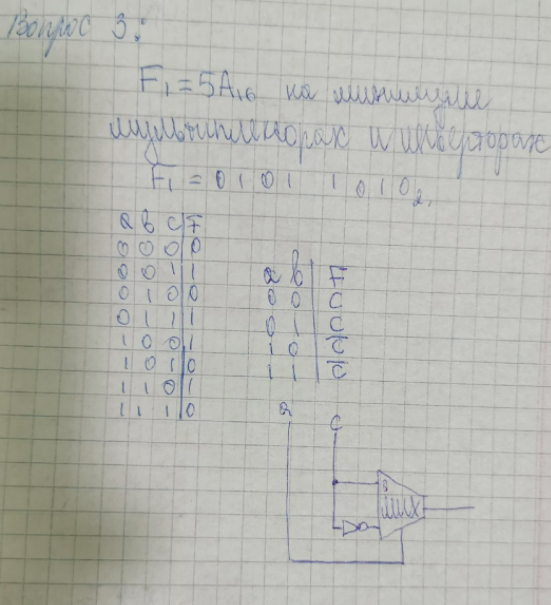 Вопрос 3:
F₁ = 5A₁₆ на минимуме
мультиплексорах и инверторах
F₁ = 0101 1010₂.
a b c F
0 0 0 0
0 0 1 1
0 1 0 0
0 1 1 1
1 0 0 1
1 0 1 0
1 1 0 1
1 1 1 0
a b F
0 0 C
0 1 C
1 0 C̅
1 1 C̅
a C
MUX